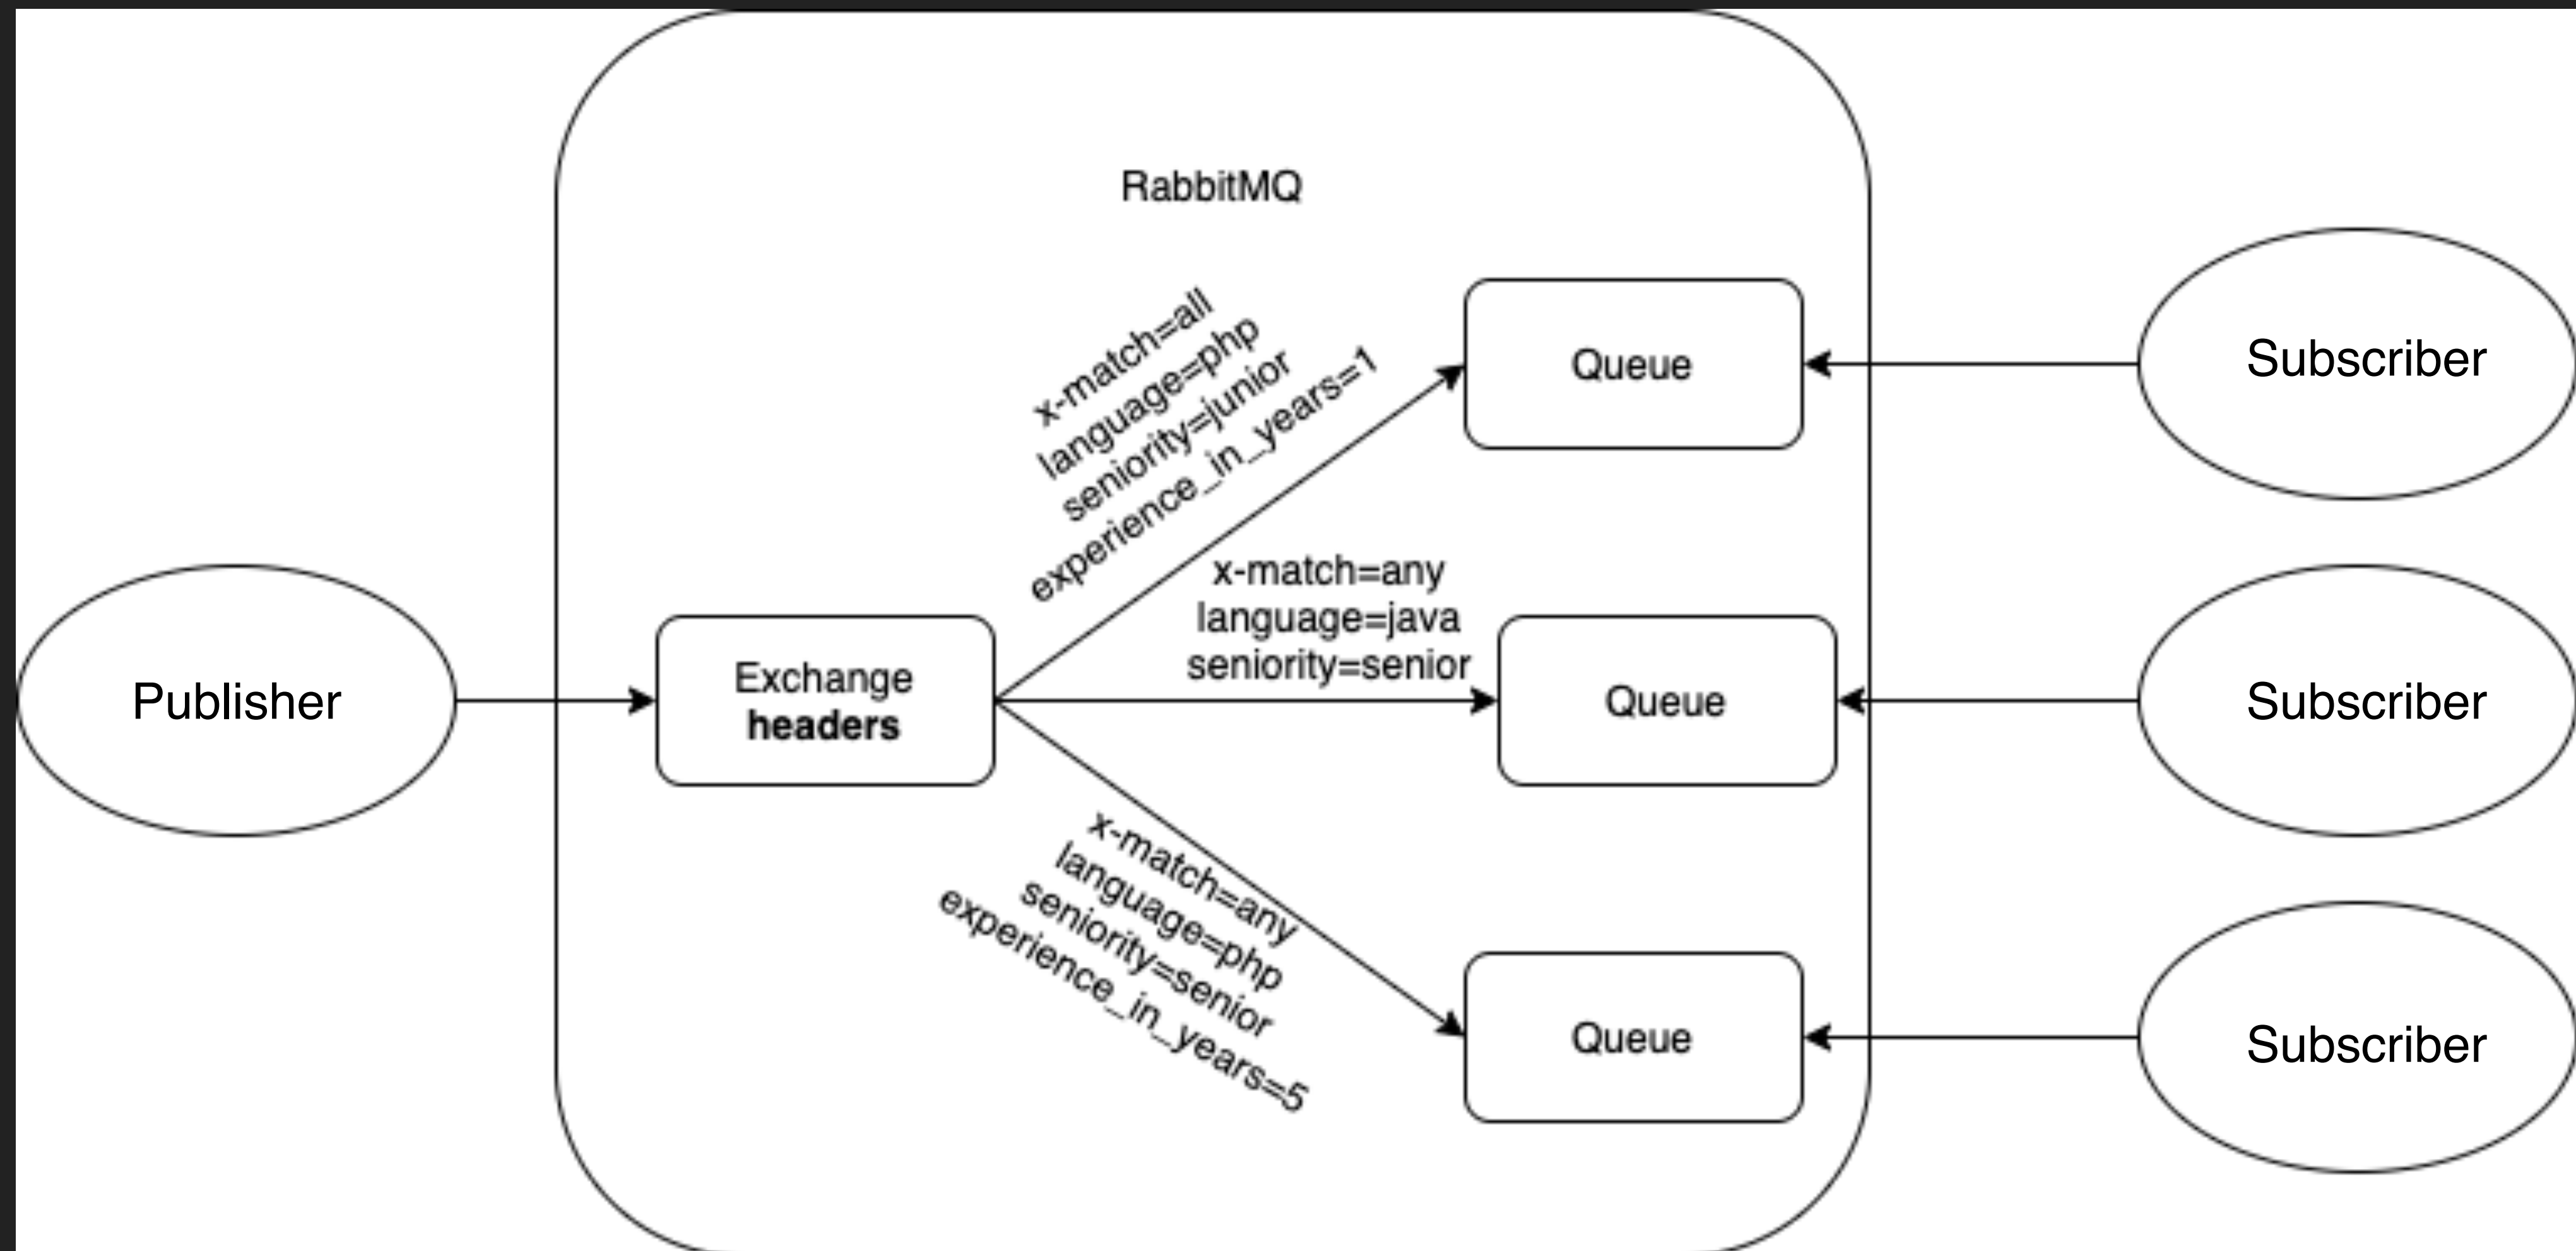 RabbitMQ
x-match=all
language=php
seniority=junior
experience_in_years=1
Queue
Subscriber
Publisher
Exchange
headers
x-match=any
language=java
seniority=senior
Queue
Subscriber
x-match=any
language=php
seniority=senior
experience_in_years=5
Queue
Subscriber